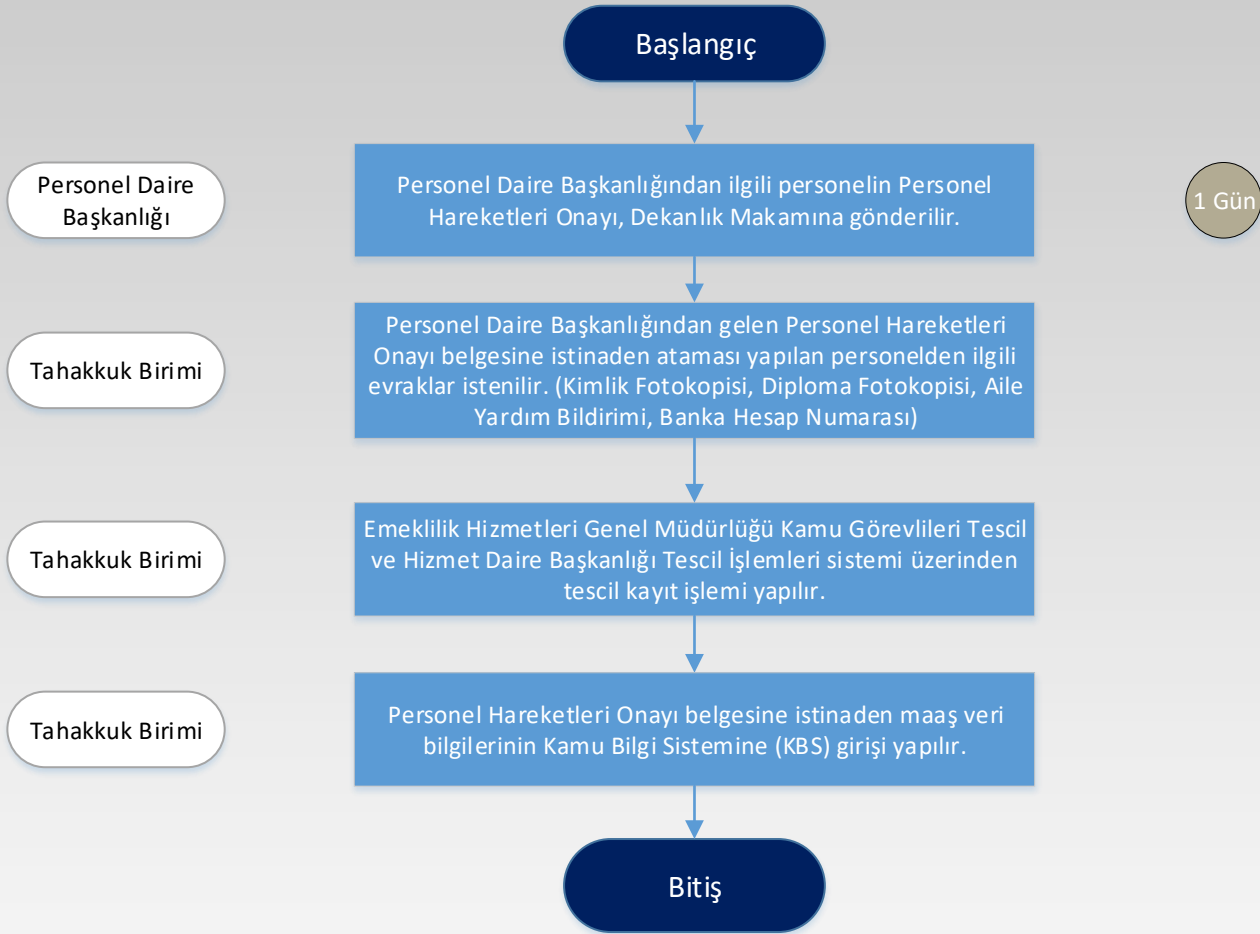 Başlangıç
Personel Daire
Başkanlığı
Personel Daire Başkanlığından ilgili personelin Personel
Hareketleri Onayı, Dekanlık Makamına gönderilir.
1 Gün
Tahakkuk Birimi
Personel Daire Başkanlığından gelen Personel Hareketleri
Onayı belgesine istinaden ataması yapılan personelden ilgili
evraklar istenilir. (Kimlik Fotokopisi, Diploma Fotokopisi, Aile
Yardım Bildirimi, Banka Hesap Numarası)
Tahakkuk Birimi
Emeklilik Hizmetleri Genel Müdürlüğü Kamu Görevlileri Tescil
ve Hizmet Daire Başkanlığı Tescil İşlemleri sistemi üzerinden
tescil kayıt işlemi yapılır.
Tahakkuk Birimi
Personel Hareketleri Onayı belgesine istinaden maaş veri
bilgilerinin Kamu Bilgi Sistemine (KBS) girişi yapılır.
Bitiş